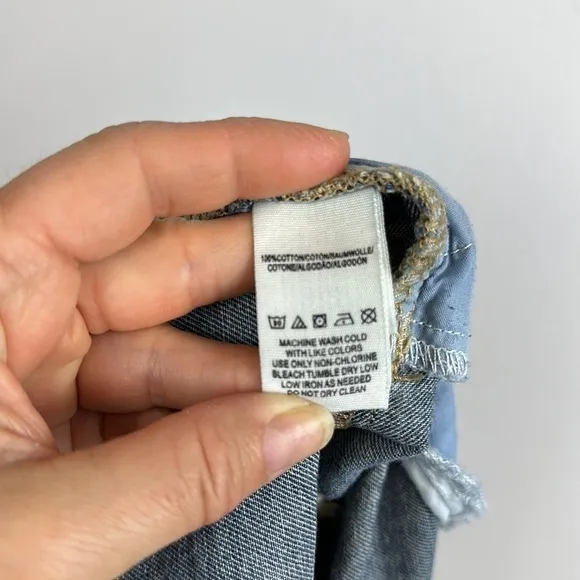 100%COTTON/COTON/BAUMWOLLE/
COTONE/ALGODÃO/ALGODÓN
MACHINE WASH COLD
WITH LIKE COLORS
USE ONLY NON-CHLORINE
BLEACH TUMBLE DRY LOW
LOW IRON AS NEEDED
DO NOT DRY CLEAN